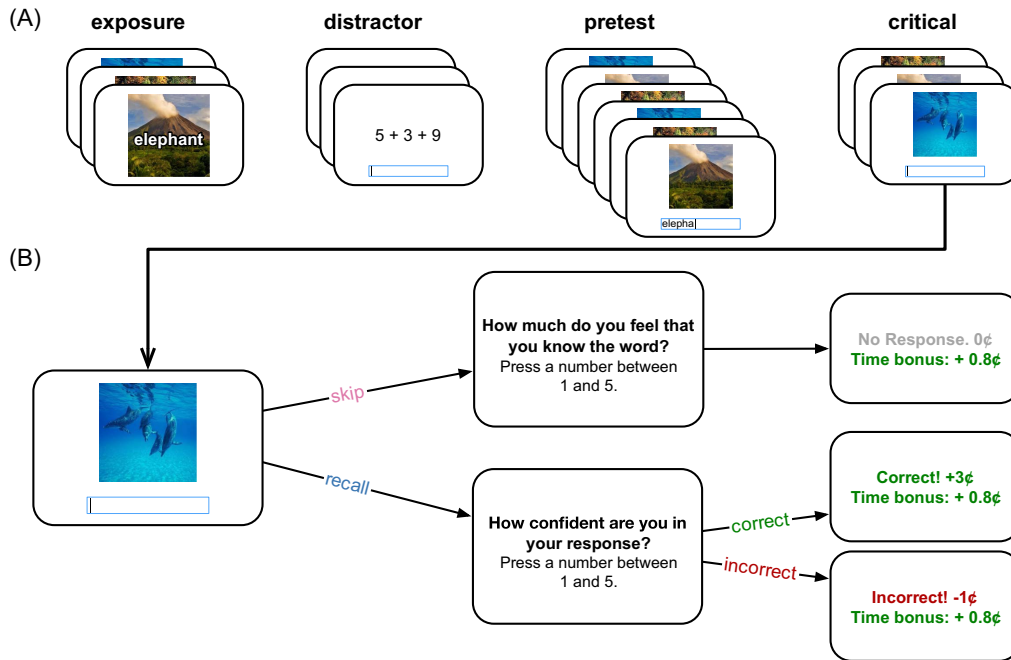 (A)
exposure
distractor
pretest
critical
elephant
5 + 3 + 9
elepha
(B)
skip
recall
How much do you feel that
you know the word?
Press a number between
1 and 5.
No Response. 0¢
Time bonus: + 0.8¢
How confident are you in
your response?
Press a number between
1 and 5.
correct
incorrect
Correct! +3¢
Time bonus: + 0.8¢
Incorrect! -1¢
Time bonus: + 0.8¢